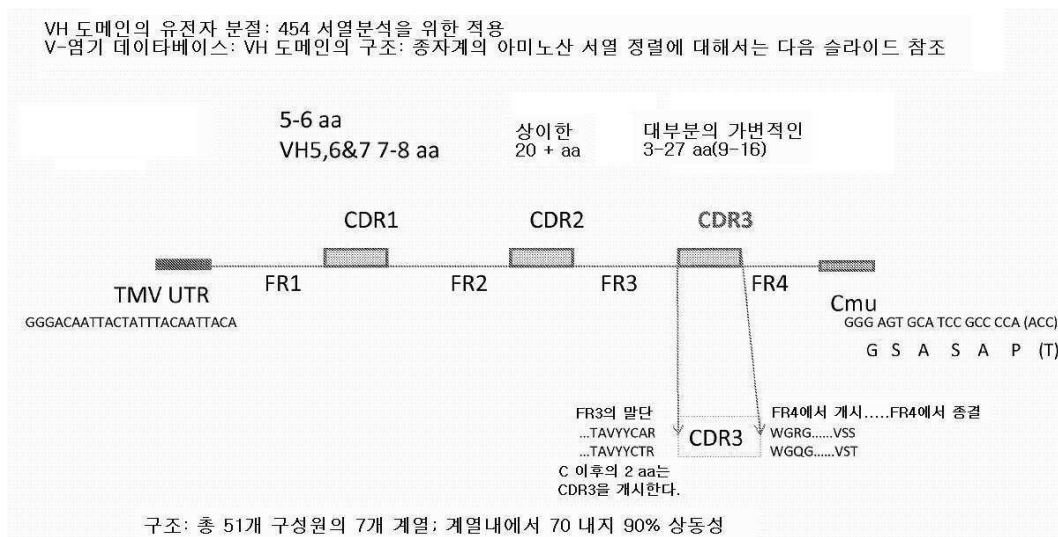 VH 도메인의 유전자 분절: 454 서열분석을 위한 적용
V-염기 데이타베이스: VH 도메인의 구조: 종자계의 아미노산 서열 정렬에 대해서는 다음 슬라이드 참조
5-6 aa
VH5,6&7 7-8 aa
상이한
20 + aa
대부분의 가변적인
3-27 aa(9-16)
CDR1
CDR2
CDR3
FR1
FR2
FR3
FR4
TMV UTR
GGGACAATTACTATTTACAATTACA
Cmu
GGG AGT GCA TCC GCC CCA (ACC)
G S A S A P (T)
FR3의 말단
...TAVYYCAR
...TAVYYCTR
C 이후의 2 aa는
CDR3을 개시한다.
CDR3
FR4에서 개시.....FR4에서 종결
WGRG......VSS
WGQG......VST
구조: 총 51개 구성원의 7개 계열; 계열내에서 70 내지 90% 상동성